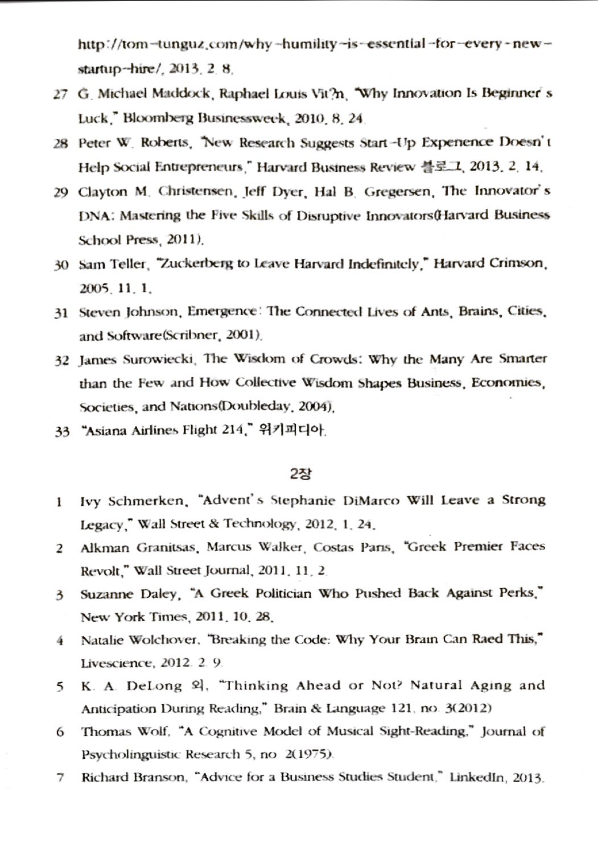 http://tom-tunguz.com/why-humility-is-essential-for-every-new-
startup-hire/, 2013. 2. 8.
27 G. Michael Maddock, Raphael Louis Vit?n, "Why Innovation Is Beginner's
Luck," Bloomberg Businessweek, 2010. 8. 24.
28 Peter W. Roberts, "New Research Suggests Start-Up Experience Doesn't
Help Social Entrepreneurs," Harvard Business Review 블로그, 2013. 2. 14.
29 Clayton M. Christensen, Jeff Dyer, Hal B. Gregersen, The Innovator's
DNA: Mastering the Five Skills of Disruptive Innovators(Harvard Business
School Press, 2011).
30 Sam Teller, "Zuckerberg to Leave Harvard Indefinitely," Harvard Crimson,
2005. 11. 1.
31 Steven Johnson, Emergence: The Connected Lives of Ants, Brains, Cities,
and Software(Scribner, 2001).
32 James Surowiecki, The Wisdom of Crowds: Why the Many Are Smarter
than the Few and How Collective Wisdom Shapes Business, Economies,
Societies, and Nations(Doubleday, 2004).
33 "Asiana Airlines Flight 214," 위키피디아.
2장
1 Ivy Schmerken, "Advent's Stephanie DiMarco Will Leave a Strong
Legacy," Wall Street & Technology, 2012. 1. 24.
2 Alkman Granitsas, Marcus Walker, Costas Paris, "Greek Premier Faces
Revolt," Wall Street Journal, 2011. 11. 2.
3 Suzanne Daley, "A Greek Politician Who Pushed Back Against Perks,"
New York Times, 2011. 10. 28.
4 Natalie Wolchover, "Breaking the Code: Why Your Brain Can Raed This,"
Livescience, 2012. 2. 9.
5 K. A. DeLong 외, "Thinking Ahead or Not? Natural Aging and
Anticipation During Reading," Brain & Language 121, no. 3(2012)
6 Thomas Wolf, "A Cognitive Model of Musical Sight-Reading," Journal of
Psycholinguistic Research 5, no. 2(1975).
7 Richard Branson, "Advice for a Business Studies Student," LinkedIn, 2013.